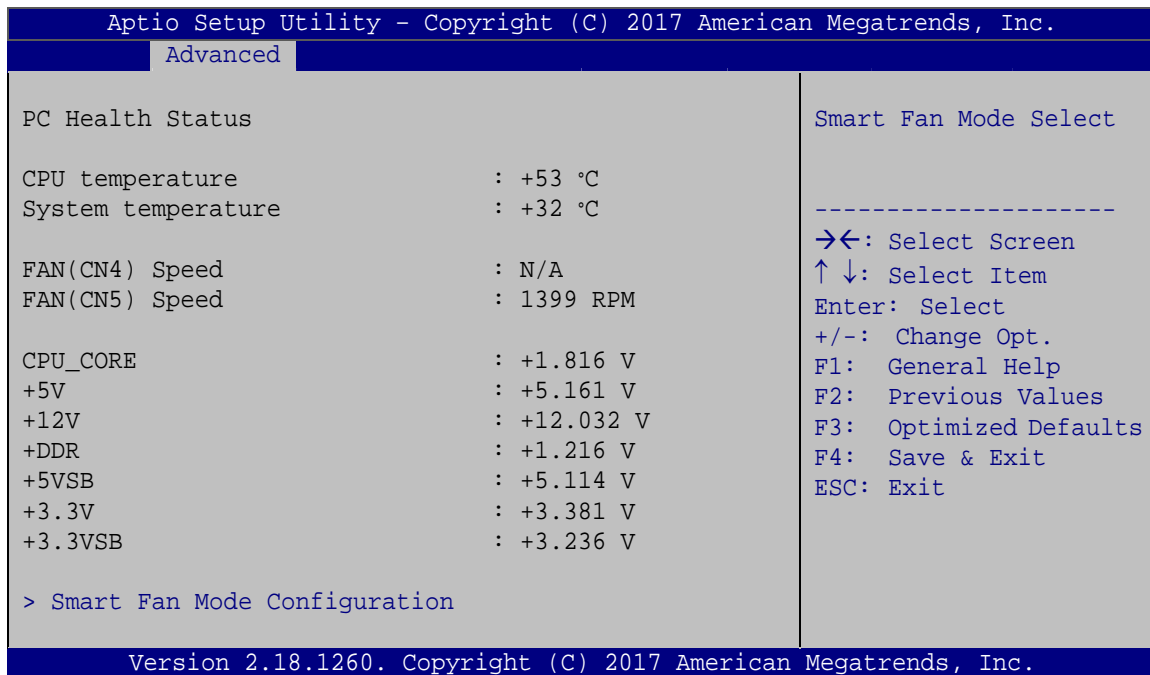 Aptio Setup Utility – Copyright (C) 2017 American Megatrends, Inc.
Advanced
PC Health Status
CPU temperature : +53 °C
System temperature : +32 °C
FAN(CN4) Speed : N/A
FAN(CN5) Speed : 1399 RPM
CPU_CORE : +1.816 V
+5V : +5.161 V
+12V : +12.032 V
+DDR : +1.216 V
+5VSB : +5.114 V
+3.3V : +3.381 V
+3.3VSB : +3.236 V
> Smart Fan Mode Configuration
Smart Fan Mode Select
---------------------
→←: Select Screen
↑ ↓: Select Item
Enter: Select
+/-: Change Opt.
F1: General Help
F2: Previous Values
F3: Optimized Defaults
F4: Save & Exit
ESC: Exit
Version 2.18.1260. Copyright (C) 2017 American Megatrends, Inc.